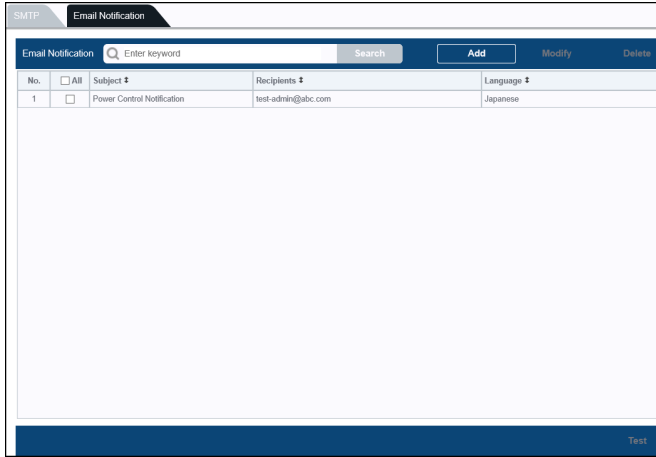 SMTP Email Notification
Email Notification Enter keyword Search Add Modify Delete
No. All Subject Recipients Language
1 Power Control Notification test-admin@abc.com Japanese
Test